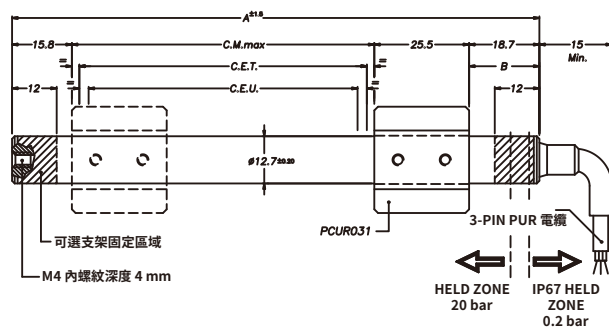 A±1.5
15.8
C.M.max
25.5
18.7
15
Min.
=
=
C.E.T.
B
=
=
12
C.E.U.
12
ø12.7±0.20
PCUR031
3-PIN PUR 電纜
可選支架固定區域
M4 內螺紋深度 4 mm
HELD ZONE
20 bar
IP67 HELD
ZONE
0.2 bar